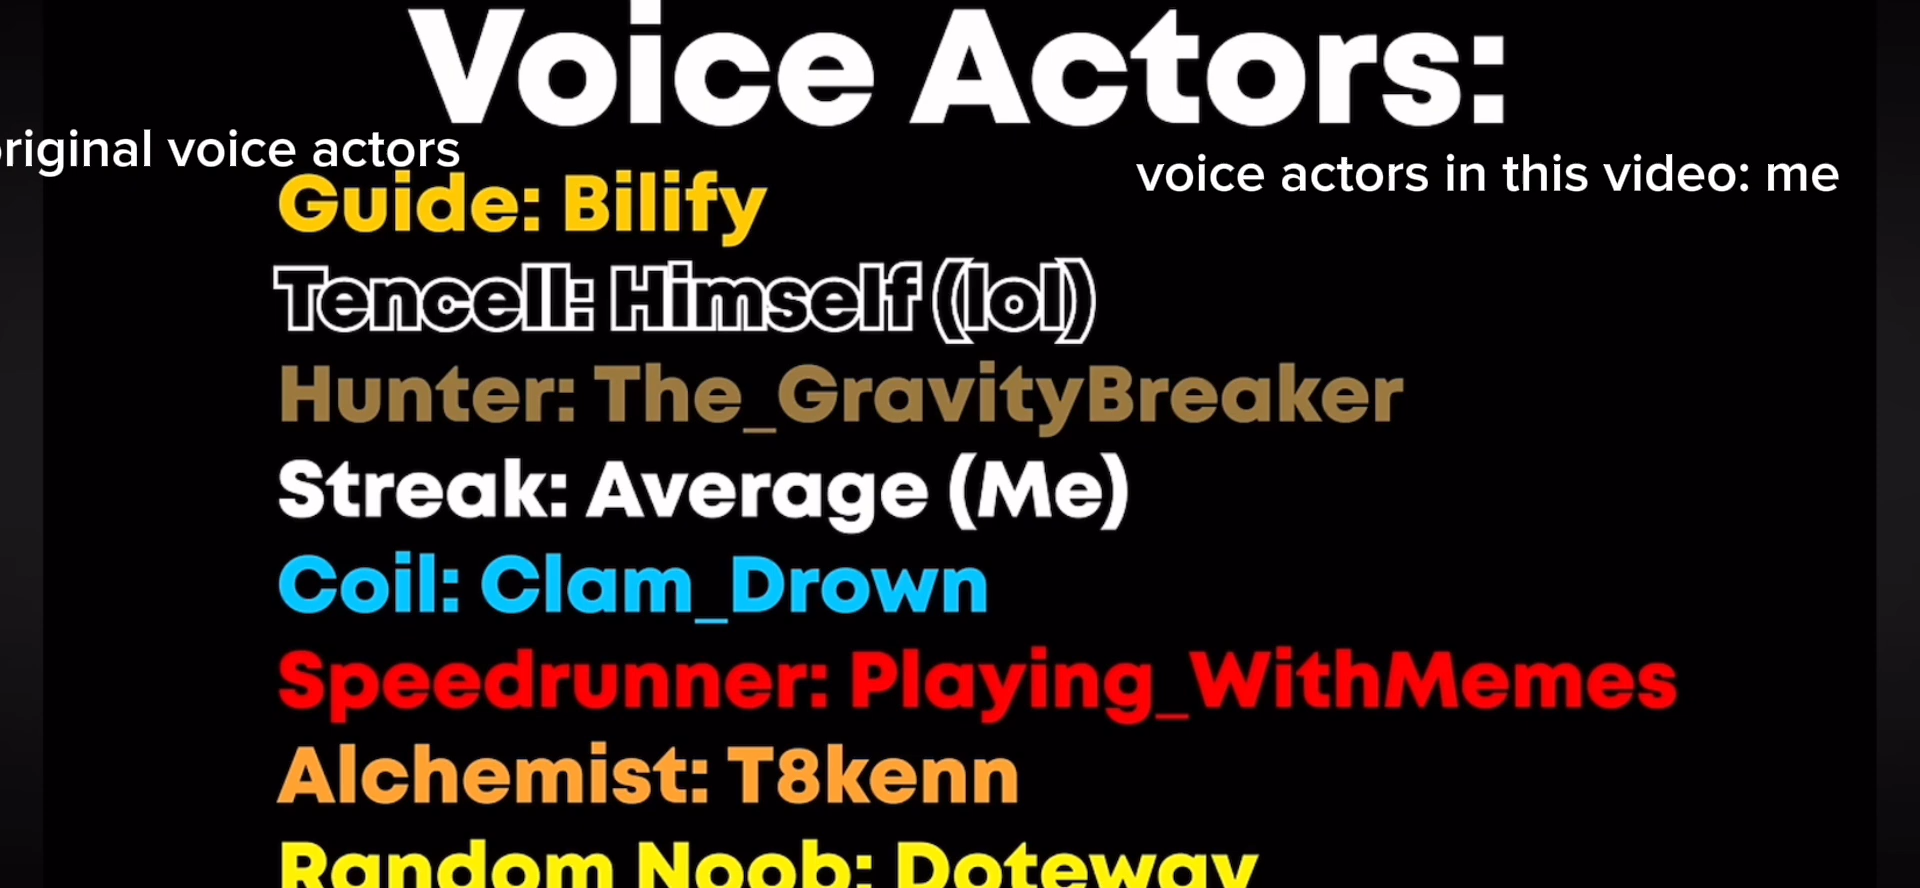 Voice Actors:
riginal voice actors
voice actors in this video: me
Guide: Bilify
Tencell: Himself (lol)
Hunter: The_GravityBreaker
Streak: Average (Me)
Coil: Clam_Drown
Speedrunner: Playing_WithMemes
Alchemist: T8kenn
Random Noob: Doteway